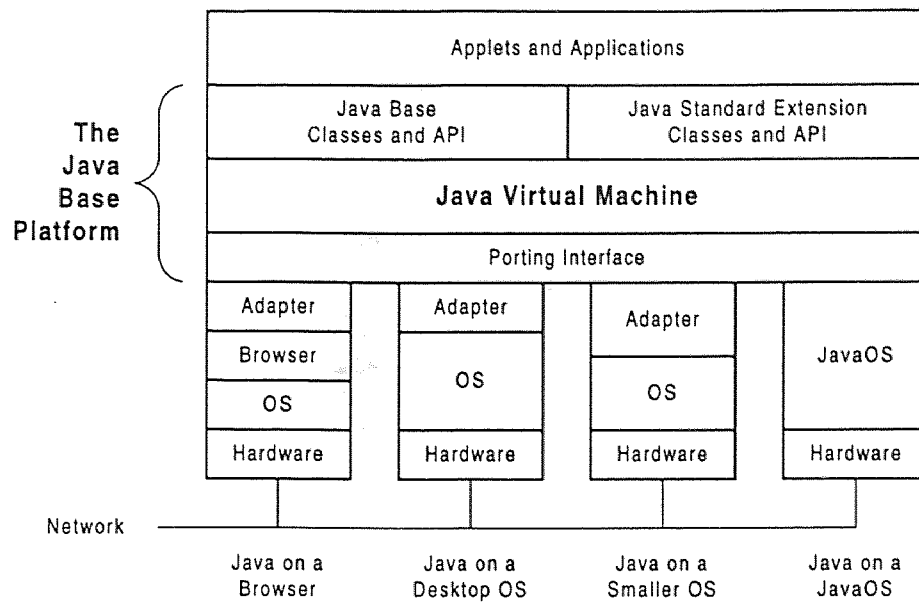 Applets and Applications
The
Java
Base
Platform
Java Base
Classes and API
Java Standard Extension
Classes and API
Java Virtual Machine
Porting Interface
Adapter
Browser
OS
Hardware
Adapter
OS
Hardware
Adapter
OS
Hardware
JavaOS
Hardware
Network
Java on a
Browser
Java on a
Desktop OS
Java on a
Smaller OS
Java on a
JavaOS